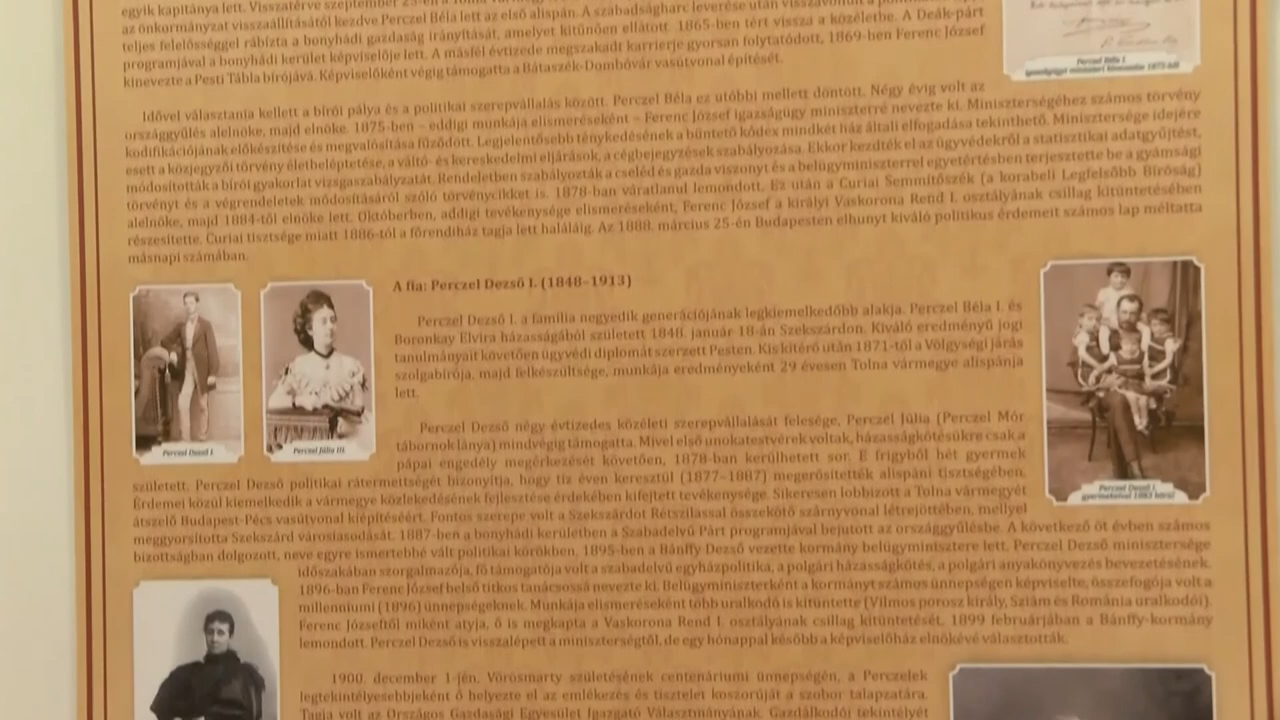 egyik kapitánya lett. Visszatérve szeptember
az önkormányzat visszaállításától kezdve Perczel Béla lett az első alispán. A szabadságharc leverése után visszavonult a
teljes felelősséggel rábízta a bonyhádi gazdaság irányítását, amelyet kitűnően ellátott. 1865-ben tért vissza a közéletbe. A Deák-párt
programjával a bonyhádi kerület képviselője lett. A másfél évtizede megszakadt karrierje gyorsan folytatódott, 1869-ben Ferenc József
kinevezte a Pesti Tábla bírójává. Képviselőként végig támogatta a Bátaszék-Dombóvár vasútvonal építését.
Perczel Béla I.
igazságügyi miniszteri kinevezése 1875-ből
Idővel választania kellett a bírói pálya és a politikai szerepvállalás között. Perczel Béla ez utóbbi mellett döntött. Négy évig volt az
országgyűlés alelnöke, majd elnöke. 1875-ben – eddigi munkája elismeréseként – Ferenc József igazságügy miniszterré nevezte ki. Miniszterségéhez számos törvény
kodifikációjának előkészítése és megvalósítása fűződött. Legjelentősebb ténykedésének a büntető kódex mindkét ház általi elfogadása tekinthető. Minisztersége idejére
esett a közjegyzői törvény életbeléptetése, a váltó- és kereskedelmi eljárások, a cégbejegyzések szabályozása. Ekkor kezdték el az ügyvédekről a statisztikai adatgyűjtést,
módosították a bírói gyakorlat vizsgaszabályzatát. Rendeletben szabályozták a cseléd és gazda viszonyt és a belügyminiszterrel egyetértésben terjesztette be a gyámsági
törvényt és a végrendeletek módosításáról szóló törvénycikket is. 1878-ban váratlanul lemondott. Ez után a Curiai Semmítőszék (a korabeli Legfelsőbb Bíróság)
alelnöke, majd 1884-től elnöke lett. Októberben, addigi tevékenysége elismeréseként, Ferenc József a királyi Vaskorona Rend I. osztályának csillag kitüntetésében
részesítette. Curiai tisztsége miatt 1886-tól a főrendiház tagja lett haláláig. Az 1888. március 25-én Budapesten elhunyt kiváló politikus érdemeit számos lap méltatta
másnapi számában.
A fia: Perczel Dezső I. (1848–1913)
Perczel Dezső I. a família negyedik generációjának legkiemelkedőbb alakja. Perczel Béla I. és
Boronkay Elvira házasságából született 1848. január 18-án Szekszárdon. Kiváló eredményű jogi
tanulmányait követően ügyvédi diplomát szerzett Pesten. Kis kitérő után 1871-től a Völgységi járás
szolgabírója, majd felkészültsége, munkája eredményeként 29 évesen Tolna vármegye alispánja
lett.
Perczel Dezső I.
Perczel Júlia III.
Perczel Dezső I.
gyermekeivel 1883 körül
Perczel Dezső négy évtizedes közéleti szerepvállalását felesége, Perczel Júlia (Perczel Mór
tábornok lánya) mindvégig támogatta. Mivel első unokatestvérek voltak, házasságkötésükre csak a
pápai engedély megérkezését követően, 1878-ban kerülhetett sor. E frigyből hét gyermek
született. Perczel Dezső politikai rátermettségét bizonyítja, hogy tíz éven keresztül (1877–1887) megerősítették alispáni tisztségében.
Érdemei közül kiemelkedik a vármegye közlekedésének fejlesztése érdekében kifejtett tevékenysége. Sikeresen lobbizott a Tolna vármegyét
átszelő Budapest-Pécs vasútvonal kiépítéséért. Fontos szerepe volt a Szekszárdot Rétszilassal összekötő szárnyvonal létrejöttében, mellyel
meggyorsította Szekszárd városiasodását. 1887-ben a bonyhádi kerületben a Szabadelvű Párt programjával bejutott az országgyűlésbe. A következő öt évben számos
bizottságban dolgozott, neve egyre ismertebbé vált politikai körökben. 1895-ben a Bánffy Dezső vezette kormány belügyminisztere lett. Perczel Dezső minisztersége
időszakában szorgalmazója, fő támogatója volt a szabadelvű egyházpolitika, a polgári házasságkötés, a polgári anyakönyvezés bevezetésének.
1896-ban Ferenc József belső titkos tanácsossá nevezte ki. Belügyminiszterként a kormányt számos ünnepségen képviselte, összefogója volt a
millenniumi (1896) ünnepségeknek. Munkája elismeréseként több uralkodó is kitüntette (Vilmos porosz király, Sziám és Románia uralkodói).
Ferenc Józseftől miként atyja, ő is megkapta a Vaskorona Rend I. osztályának csillag kitüntetését. 1899 februárjában a Bánffy-kormány
lemondott. Perczel Dezső is visszalépett a miniszterségtől, de egy hónappal később a képviselőház elnökévé választották.
1900. december 1-jén, Vörösmarty születésének centenáriumi ünnepségén, a Perczelek
legtekintélyesebbjeként ő helyezte el az emlékezés és tisztelet koszorúját a szobor talapzatára.
Tagja volt az Országos Gazdasági Egyesület Igazgató Választmányának. Gazdálkodói tekintélyét